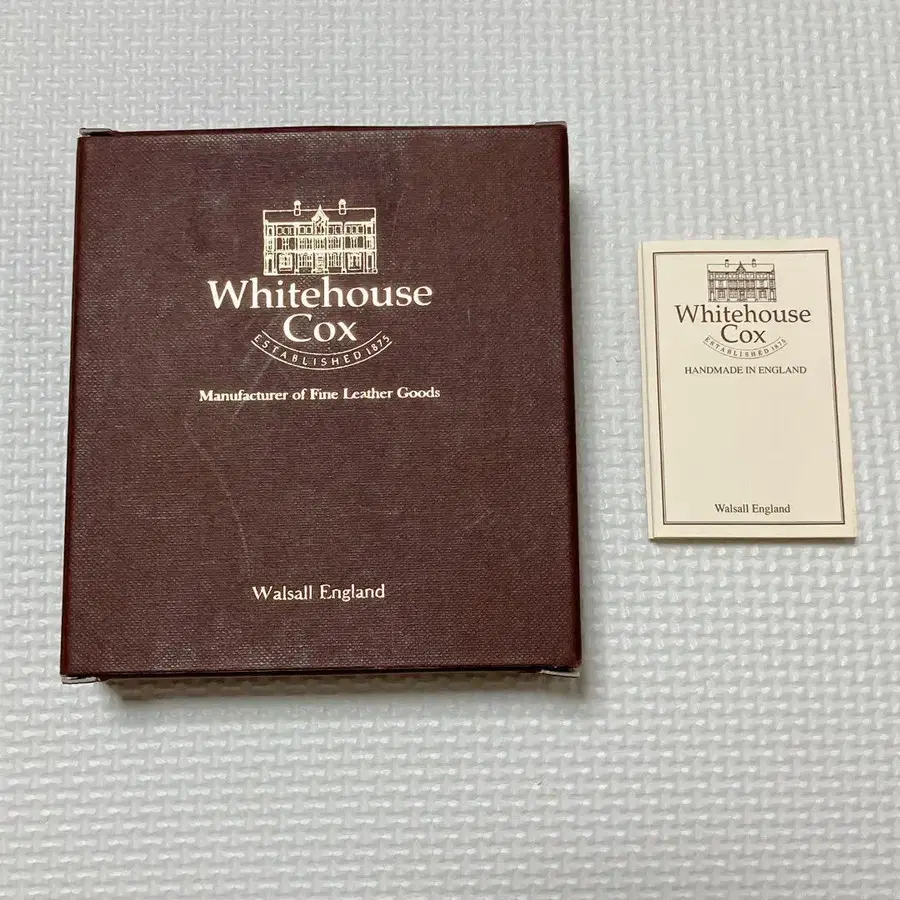 Whitehouse
Cox
ESTABLISHED 1875
Manufacturer of Fine Leather Goods
Walsall England
Whitehouse
Cox
ESTABLISHED 1875
HANDMADE IN ENGLAND
Walsall England